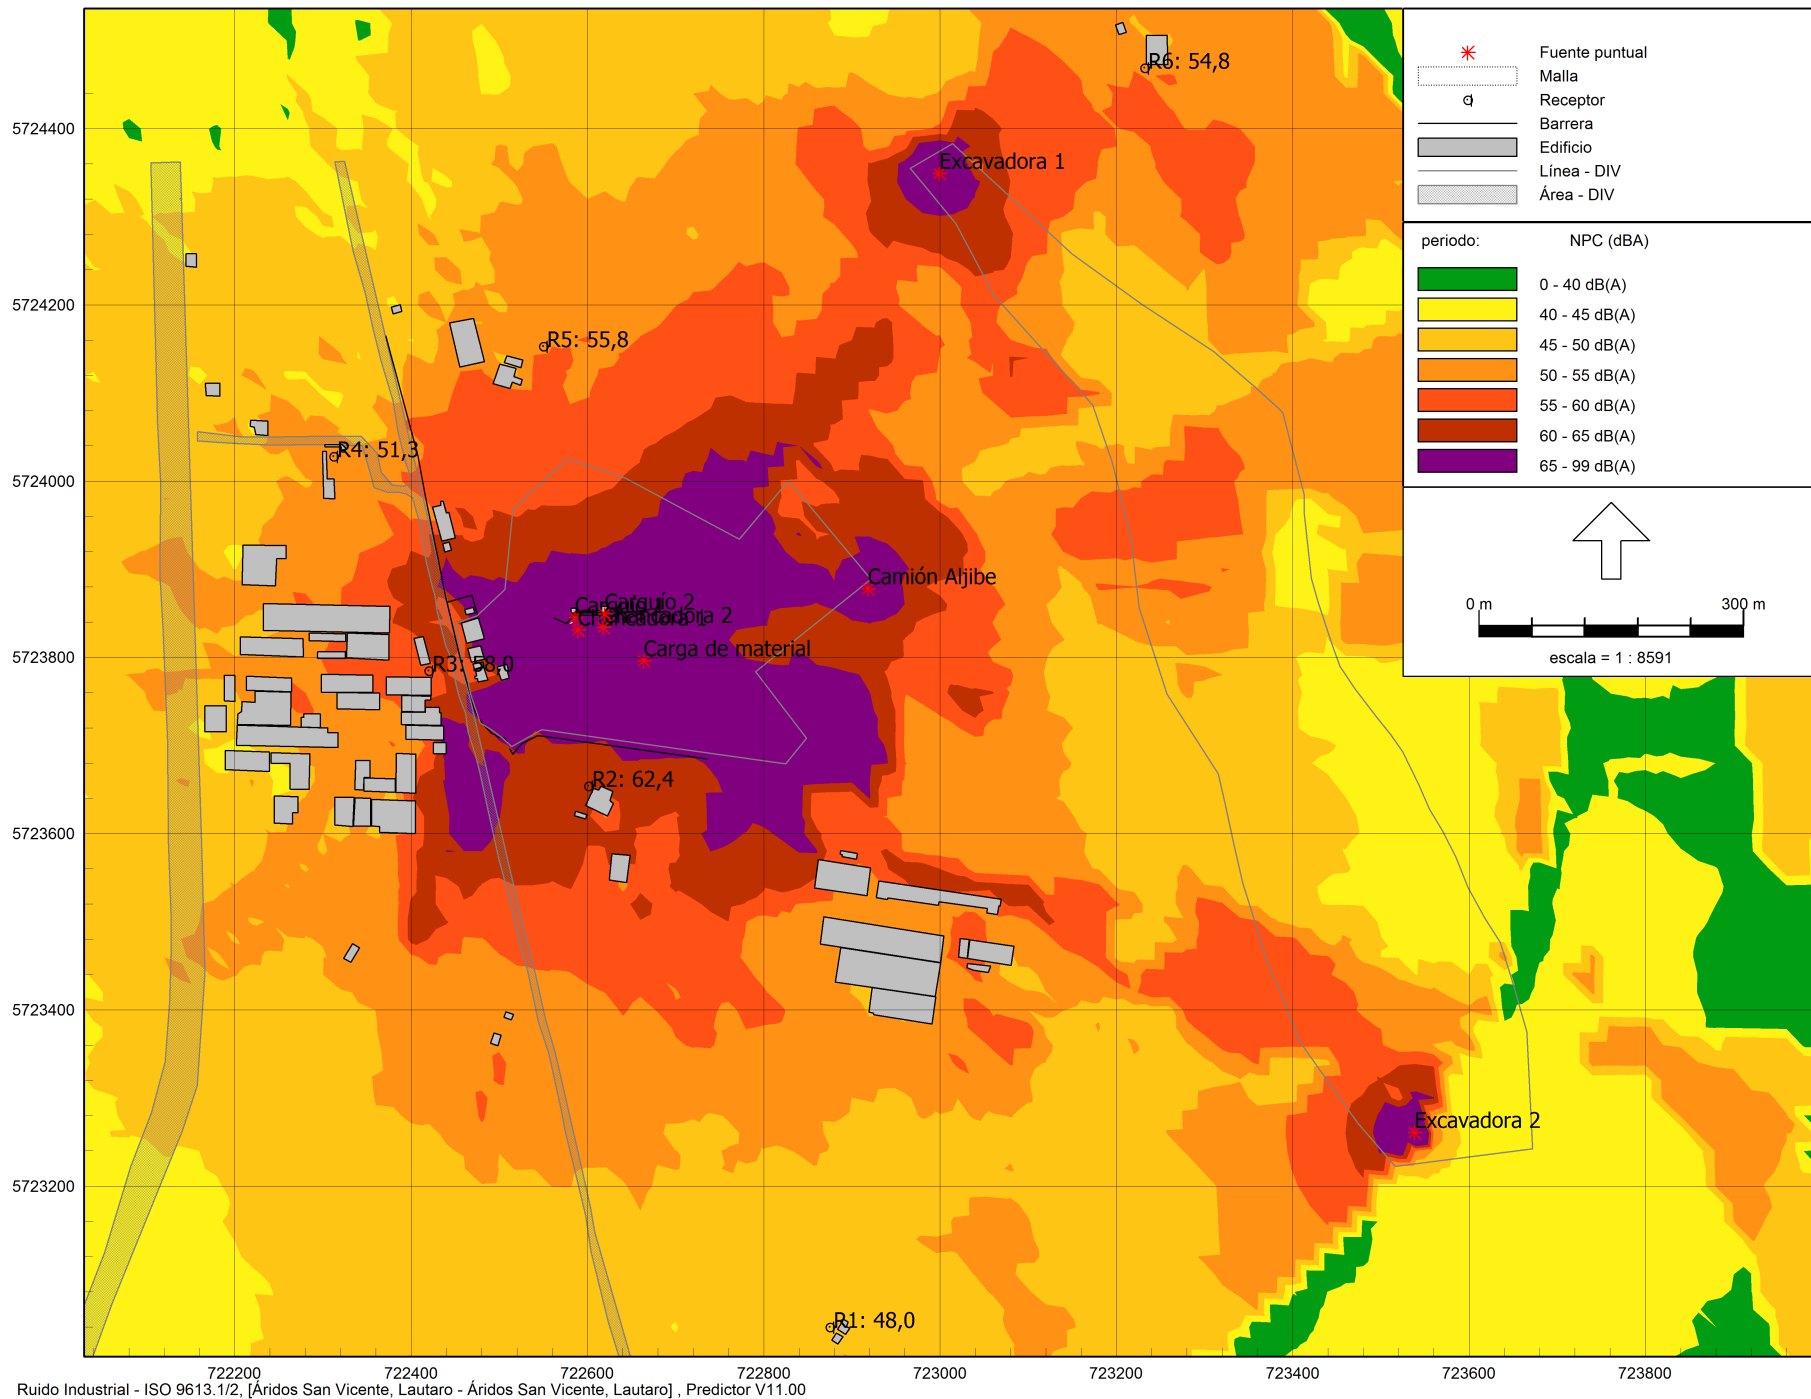 Fuente puntual
Malla
Receptor
Barrera
Edificio
Línea - DIV
Área - DIV
periodo: NPC (dBA)
0 - 40 dB(A)
40 - 45 dB(A)
45 - 50 dB(A)
50 - 55 dB(A)
55 - 60 dB(A)
60 - 65 dB(A)
65 - 99 dB(A)
0 m 300 m
escala = 1 : 8591
R6: 54,8
5724400
Excavadora 1
5724200
R5: 55,8
R4: 51,3
5724000
Camión Aljibe
Carguío 2
5723800
Carga de material
R3: 58,0
R2: 62,4
5723600
5723400
5723200
Excavadora 2
R1: 48,0
722200 722400 722600 722800 723000 723200 723400 723600 723800
Ruido Industrial - ISO 9613.1/2, [Áridos San Vicente, Lautaro - Áridos San Vicente, Lautaro] , Predictor V11.00